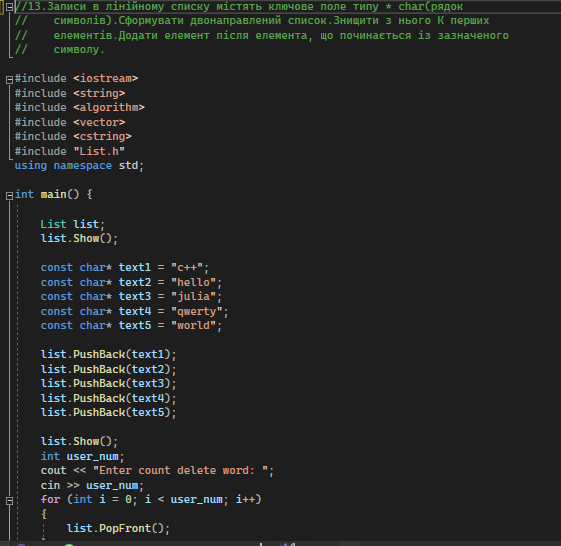 //13.Записи в лінійному списку містять ключове поле типу * char(рядок
//    символів).Сформувати двонаправлений список.Знищити з нього К перших
//    елементів.Додати елемент після елемента, що починається із зазначеного
//    символу.
#include <iostream>
#include <string>
#include <algorithm>
#include <vector>
#include <cstring>
#include "List.h"
using namespace std;
int main() {
    List list;
    list.Show();
    const char* text1 = "c++";
    const char* text2 = "hello";
    const char* text3 = "julia";
    const char* text4 = "qwerty";
    const char* text5 = "world";
    list.PushBack(text1);
    list.PushBack(text2);
    list.PushBack(text3);
    list.PushBack(text4);
    list.PushBack(text5);
    list.Show();
    int user_num;
    cout << "Enter count delete word: ";
    cin >> user_num;
    for (int i = 0; i < user_num; i++)
    {
        list.PopFront();